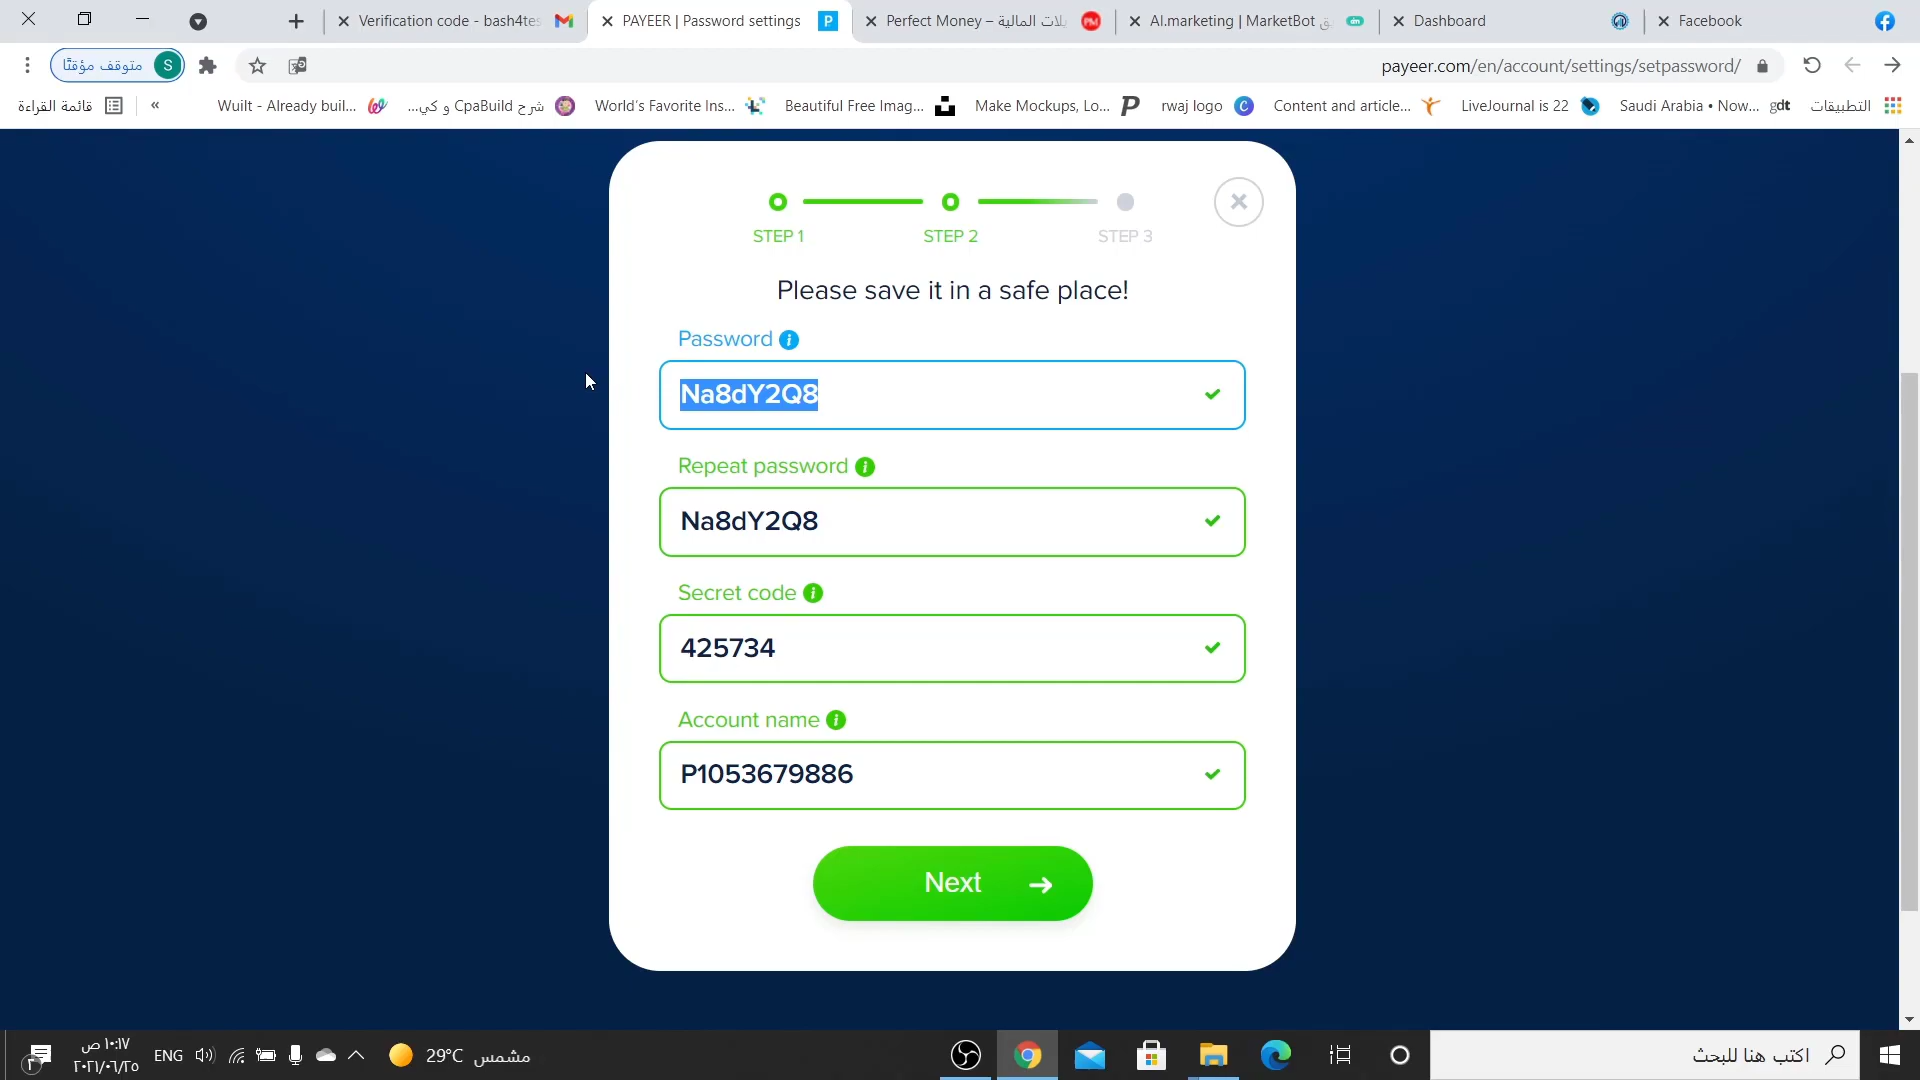 Verification code - bash4tes
PAYEER | Password settings
Perfect Money – يلات المالية
AI.marketing | MarketBot يق
Dashboard
Facebook
متوقف مؤقتًا S
payeer.com/en/account/settings/setpassword/
قائمة القراءة
»
Wuilt - Already buil...
شرح CpaBuild و كي...
World's Favorite Ins...
Beautiful Free Imag...
Make Mockups, Lo...
rwaj logo
Content and article...
LiveJournal is 22
Saudi Arabia • Now...
gdt
التطبيقات
STEP 1
STEP 2
STEP 3
Please save it in a safe place!
Password
Na8dY2Q8
Repeat password
Na8dY2Q8
Secret code
425734
Account name
P1053679886
Next
١٠:١٧ ص
٢٠٢١/٠٦/٢٥
ENG
29°C مشمس
اكتب هنا للبحث